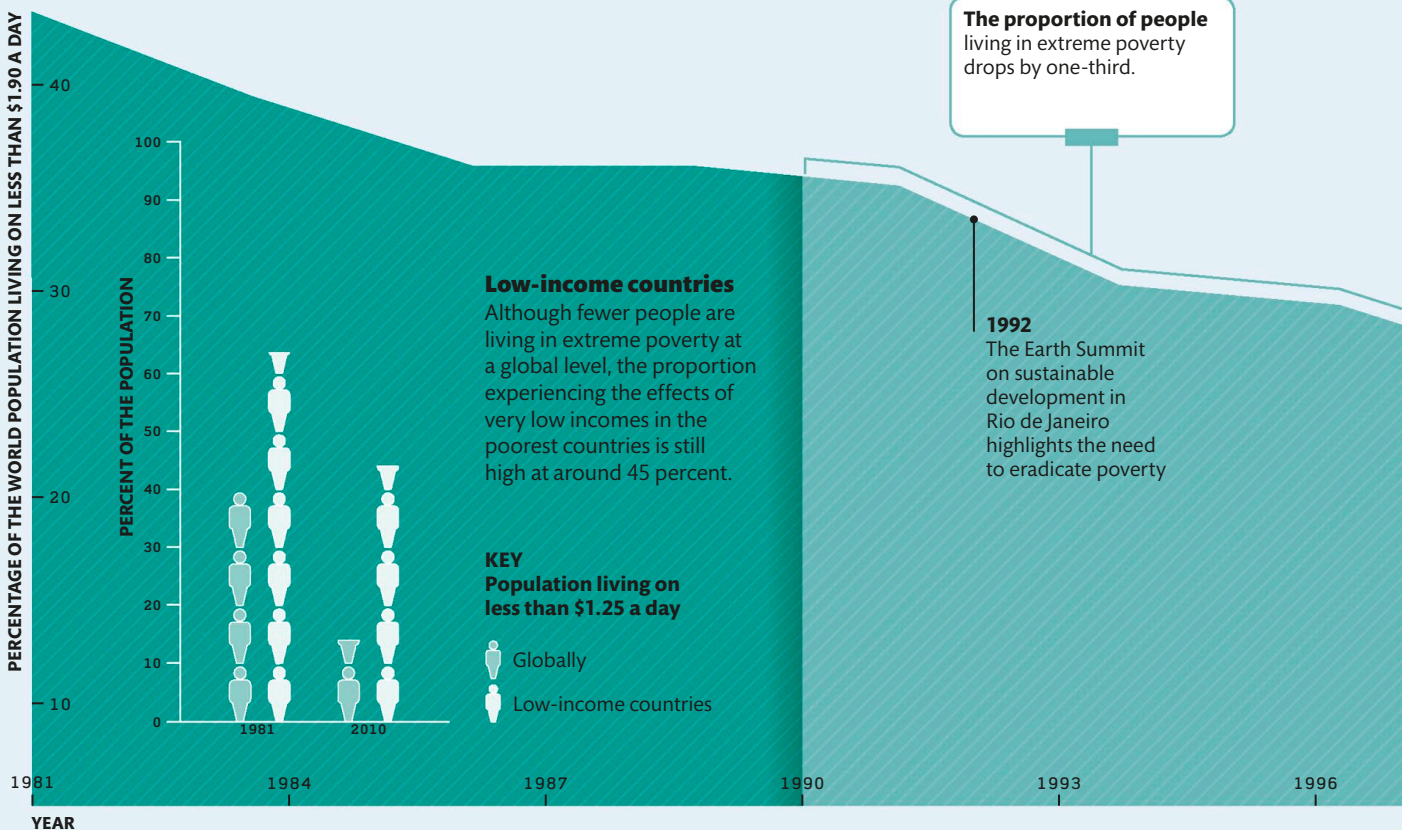 PERCENTAGE OF THE WORLD POPULATION LIVING ON LESS THAN $1.90 A DAY
40
30
20
10
The proportion of people
living in extreme poverty
drops by one-third.
PERCENT OF THE POPULATION
100
90
80
70
60
50
40
30
20
10
0
1981
2010
Low-income countries
Although fewer people are
living in extreme poverty at
a global level, the proportion
experiencing the effects of
very low incomes in the
poorest countries is still
high at around 45 percent.
KEY
Population living on
less than $1.25 a day
Globally
Low-income countries
1992
The Earth Summit
on sustainable
development in
Rio de Janeiro
highlights the need
to eradicate poverty
1981
1984
1987
1990
1993
1996
YEAR